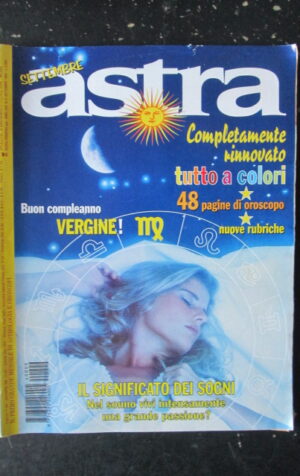 SETTEMBRE
astra
Completamente
rinnovato
tutto a colori
48 pagine di oroscopo
nuove rubriche
Buon compleanno
VERGINE! ♍
IL SIGNIFICATO DEI SOGNI
Nel sonno vivi intensamente
una grande passione?